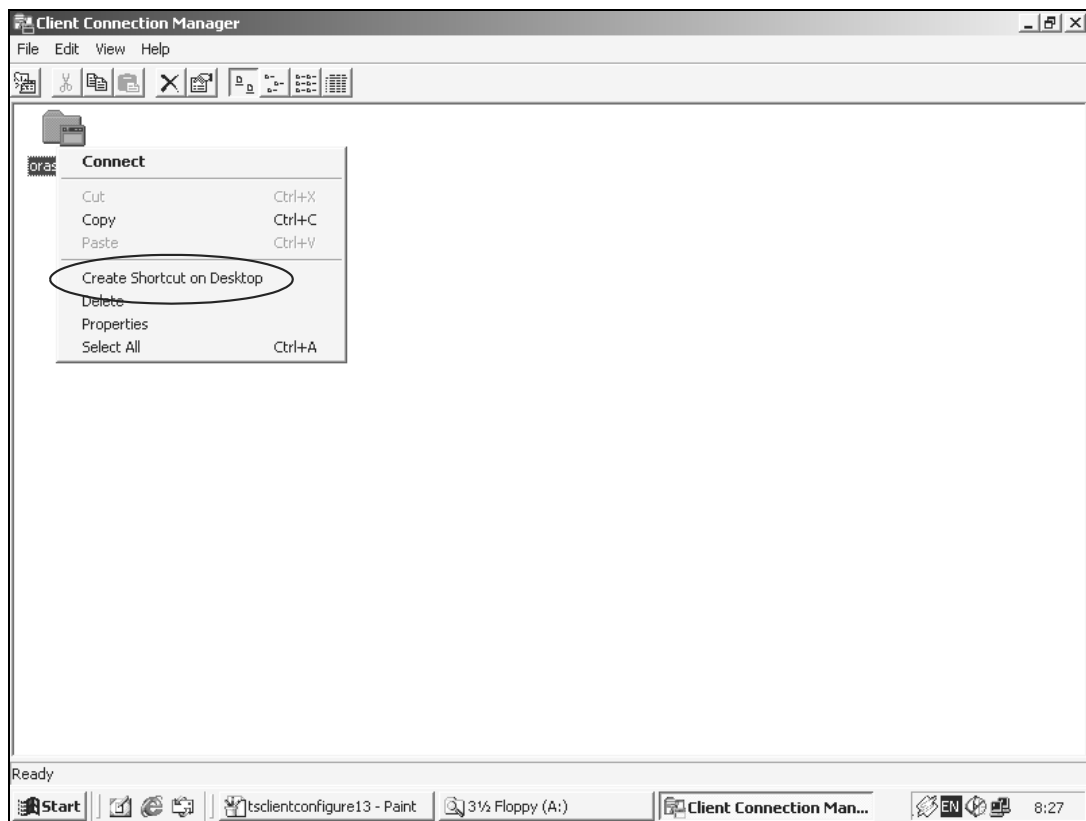 Client Connection Manager
File Edit View Help
oras
Connect
Cut Ctrl+X
Copy Ctrl+C
Paste Ctrl+V
Create Shortcut on Desktop
Delete
Properties
Select All Ctrl+A
Ready
Start tsclientconfigure13 - Paint 3½ Floppy (A:) Client Connection Man... EN 8:27